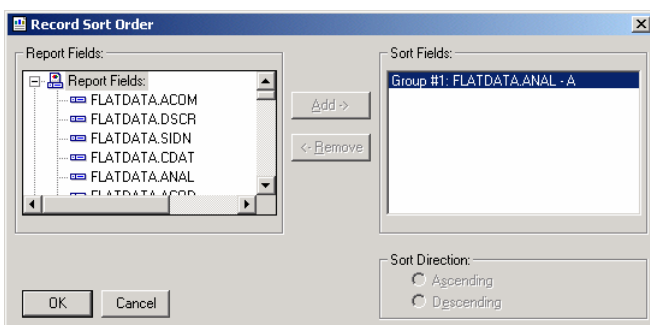 Record Sort Order
Report Fields:
Report Fields:
FLATDATA.ACOM
FLATDATA.DSCR
FLATDATA.SIDN
FLATDATA.CDAT
FLATDATA.ANAL
Add ->
<- Remove
Sort Fields:
Group #1: FLATDATA.ANAL - A
Sort Direction:
Ascending
Descending
OK
Cancel